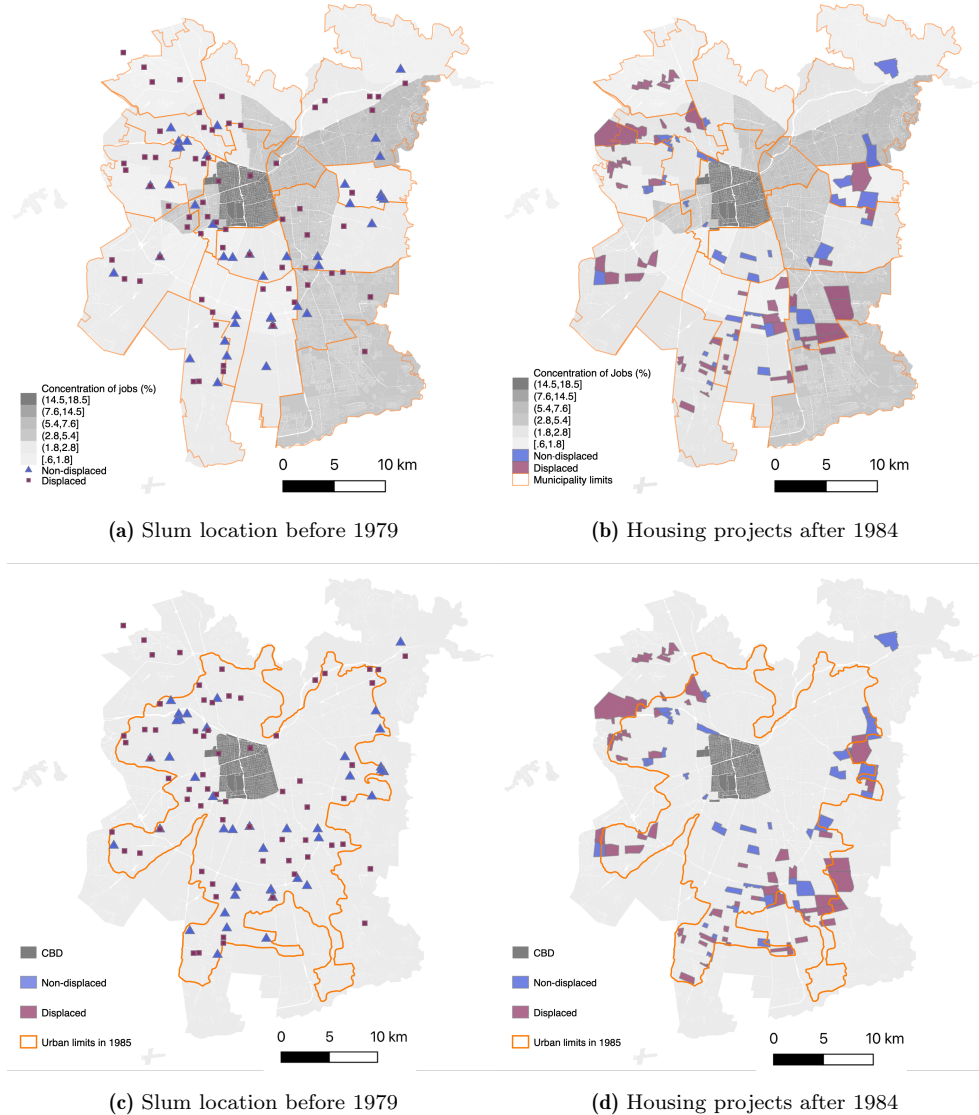 Concentration of jobs (%)
(14.5,18.5]
(7.6,14.5]
(5.4,7.6]
(2.8,5.4]
(1.8,2.8]
[.6,1.8]
Non-displaced
Displaced
0 5 10 km
(a) Slum location before 1979
Concentration of Jobs (%)
(14.5,18.5]
(7.6,14.5]
(5.4,7.6]
(2.8,5.4]
(1.8,2.8]
[.6,1.8]
Non-displaced
Displaced
Municipality limits
0 5 10 km
(b) Housing projects after 1984
CBD
Non-displaced
Displaced
Urban limits in 1985
0 5 10 km
(c) Slum location before 1979
CBD
Non-displaced
Displaced
Urban limits in 1985
0 5 10 km
(d) Housing projects after 1984